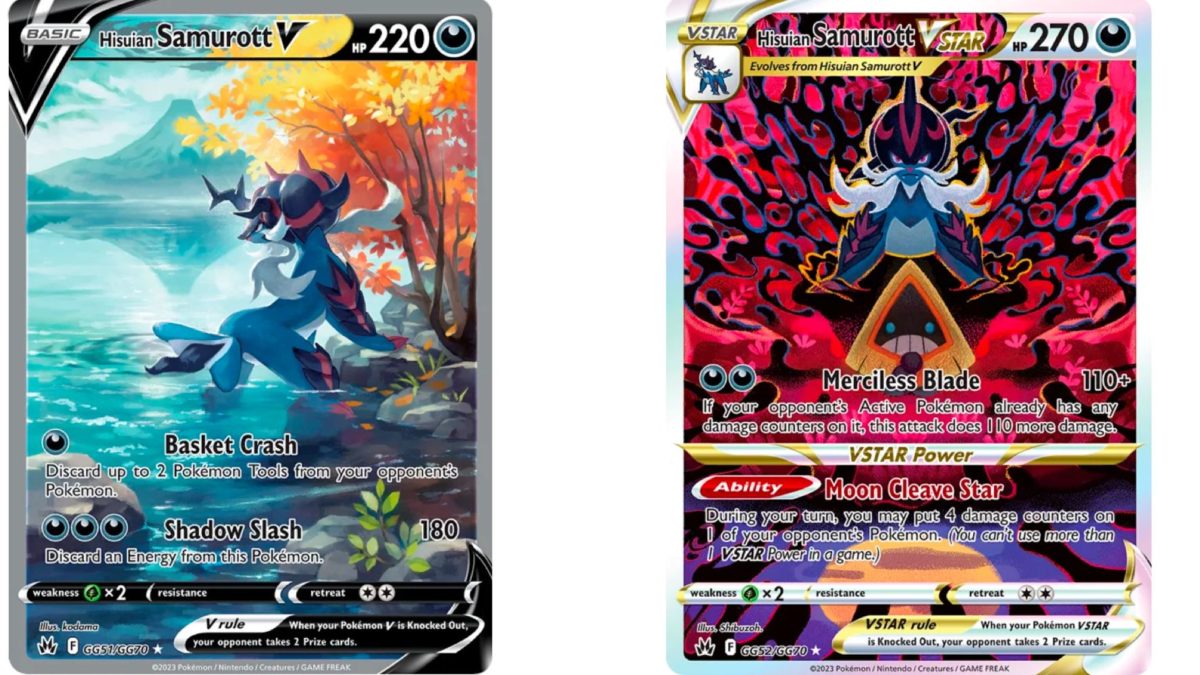 BASIC
Hisuian Samurott V
HP 220
Basket Crash
Discard up to 2 Pokémon Tools from your opponent's
Pokémon.
Shadow Slash 180
Discard an Energy from this Pokémon.
weakness ×2 resistance retreat
V rule
When your Pokémon V is Knocked Out,
your opponent takes 2 Prize cards.
Illus. kodama
F GG51/GG70
©2023 Pokémon / Nintendo / Creatures / GAME FREAK
VSTAR
Hisuian Samurott VSTAR
HP 270
Evolves from Hisuian Samurott V
Merciless Blade 110+
If your opponent's Active Pokémon already has any
damage counters on it, this attack does 110 more damage.
VSTAR Power
Ability Moon Cleave Star
During your turn, you may put 4 damage counters on
1 of your opponent's Pokémon. (You can't use more than
1 VSTAR Power in a game.)
weakness ×2 resistance retreat
VSTAR rule
When your Pokémon VSTAR
is Knocked Out, your opponent takes 2 Prize cards.
Illus. Shibuzoh.
F GG52/GG70
©2023 Pokémon / Nintendo / Creatures / GAME FREAK